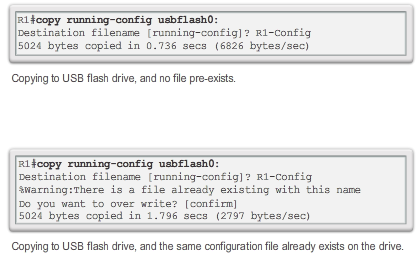 R1#copy running-config usbflash0:
Destination filename [running-config]? R1-Config
5024 bytes copied in 0.736 secs (6826 bytes/sec)
Copying to USB flash drive, and no file pre-exists.
R1#copy running-config usbflash0:
Destination filename [running-config]? R1-Config
%Warning:There is a file already existing with this name
Do you want to over write? [confirm]
5024 bytes copied in 1.796 secs (2797 bytes/sec)
Copying to USB flash drive, and the same configuration file already exists on the drive.